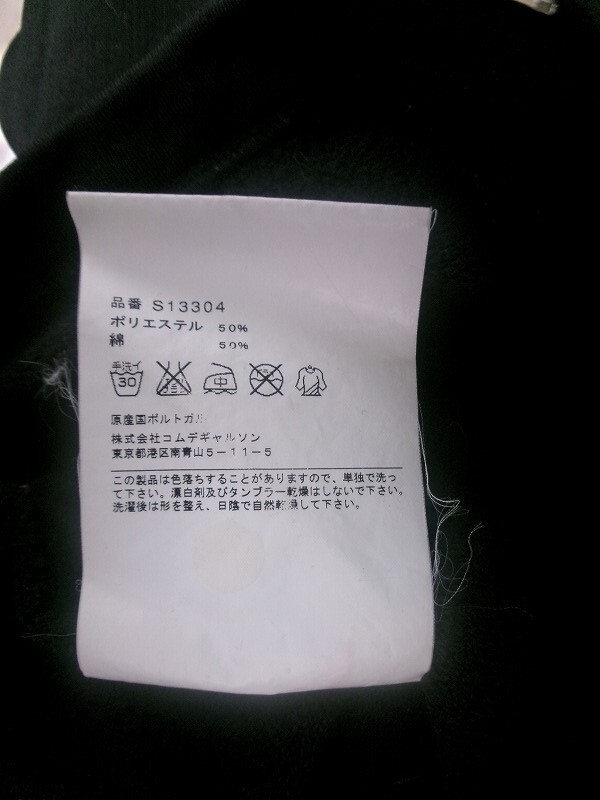 品番 S13304
ポリエステル 50%
綿 50%
手洗イ
30 エンソ 中
原産国ポルトガル
株式会社コムデギャルソン
東京都港区南青山5-11-5
この製品は色落ちすることがありますので、単独で洗っ
て下さい。漂白剤及びタンブラー乾燥はしないで下さい。
洗濯後は形を整え、日陰で自然乾燥して下さい。